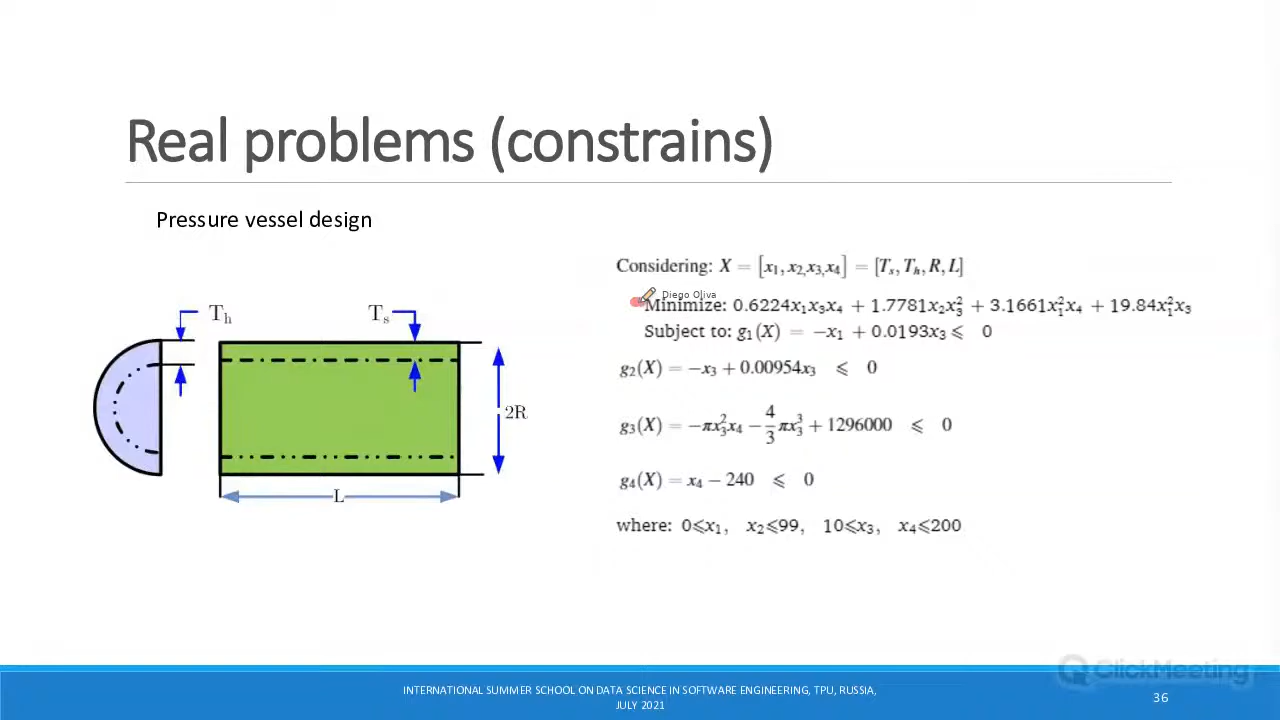 Real problems (constrains)
Pressure vessel design
Considering: X = [x₁, x₂,x₃,x₄] = [Tₛ, Tₕ, R, L]
Diego Oliva
Minimize: 0.6224x₁x₃x₄ + 1.7781x₂x₃² + 3.1661x₁²x₄ + 19.84x₁²x₃
Subject to: g₁(X) = −x₁ + 0.0193x₃ ⩽ 0
g₂(X) = −x₃ + 0.00954x₃ ⩽ 0
g₃(X) = −πx₃²x₄ − 4/3 πx₃³ + 1296000 ⩽ 0
g₄(X) = x₄ − 240 ⩽ 0
where: 0⩽x₁, x₂⩽99, 10⩽x₃, x₄⩽200
Tₕ
Tₛ
2R
L
ClickMeeting
INTERNATIONAL SUMMER SCHOOL ON DATA SCIENCE IN SOFTWARE ENGINEERING, TPU, RUSSIA,
JULY 2021
36